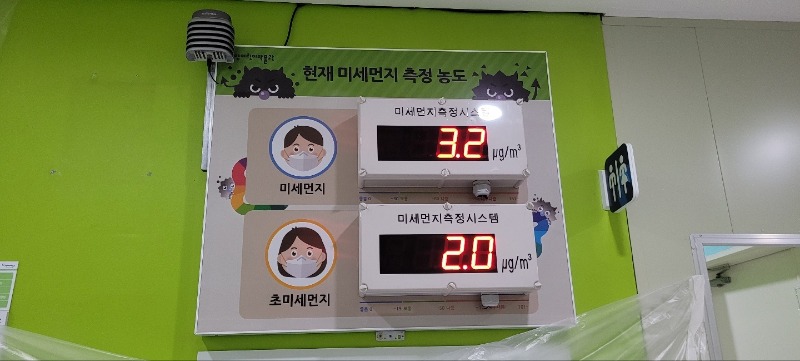 현재 미세먼지 측정 농도
미세먼지측정시스템
3.2 μg/m³
미세먼지
미세먼지측정시스템
2.0 μg/m³
초미세먼지